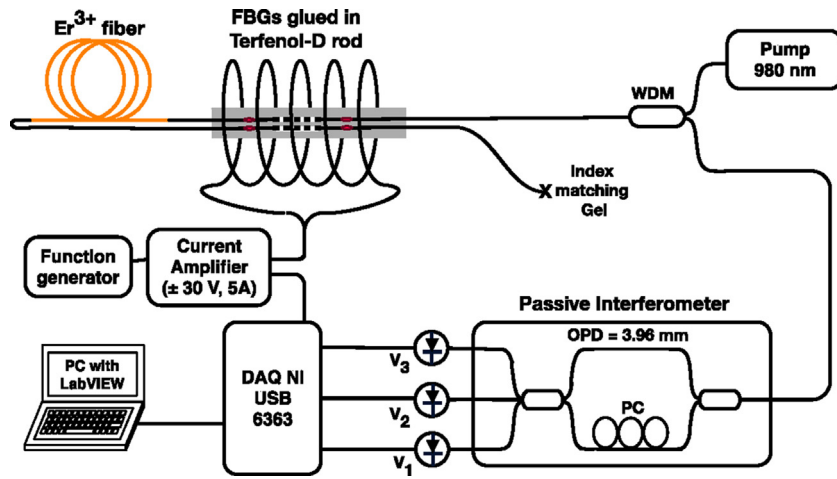 Er3+ fiber
FBGs glued in
Terfenol-D rod
Pump
980 nm
WDM
Index
matching
Gel
Function
generator
Current
Amplifier
(± 30 V, 5A)
Passive Interferometer
OPD = 3.96 mm
PC with
LabVIEW
DAQ NI
USB
6363
V3
V2
V1
PC